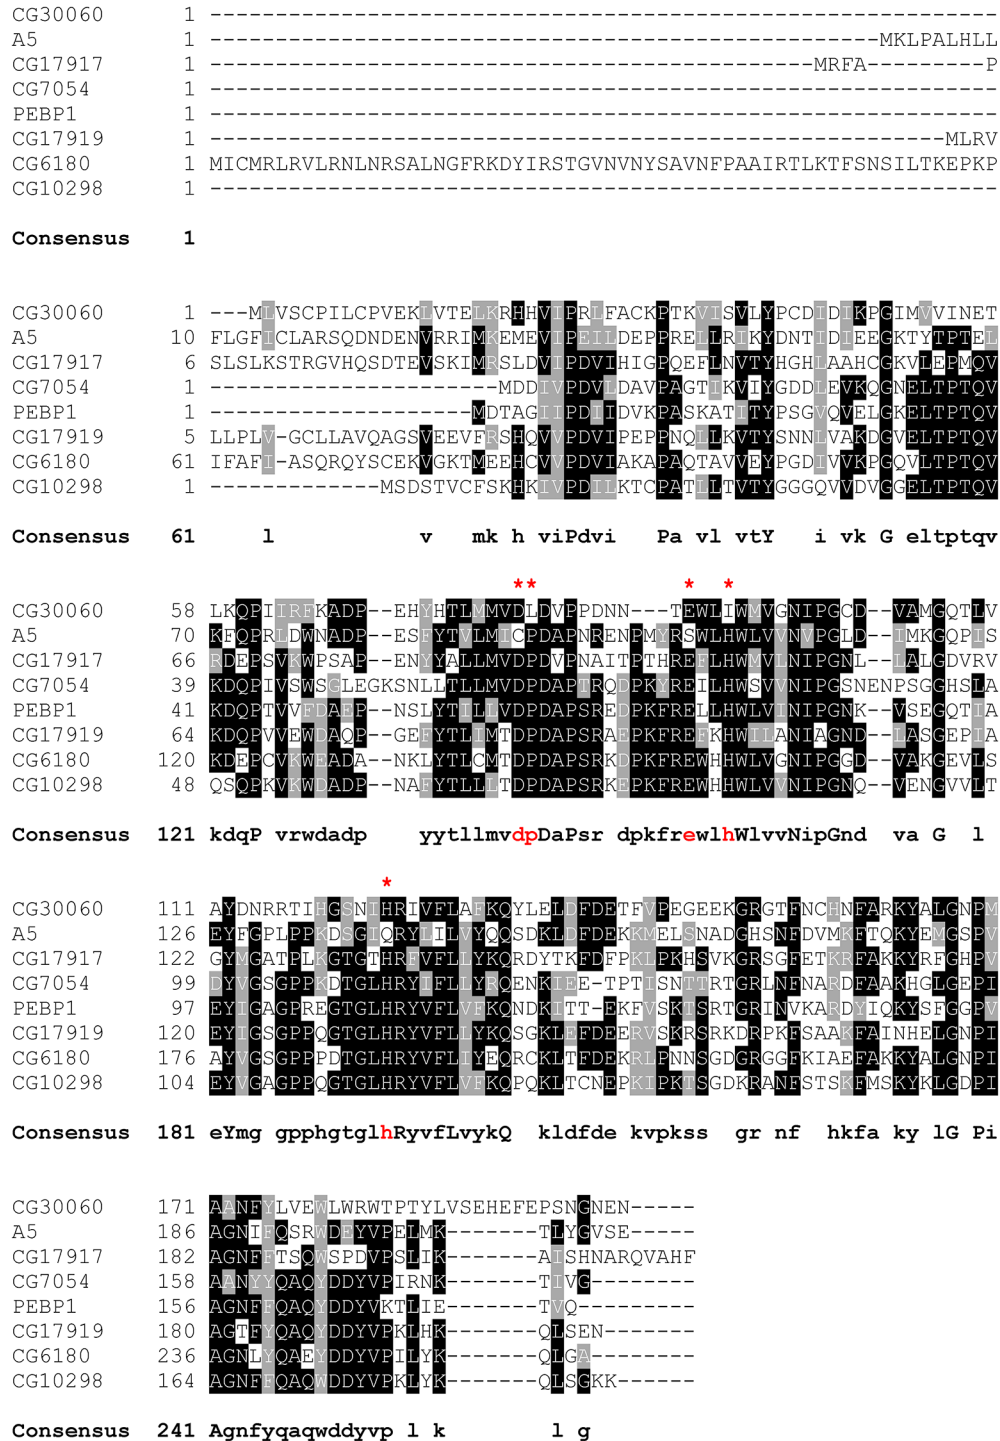 CG30060 1 ------------------------------------------------------------
A5 1 ---------------------------------------------------MKLPALHLL
CG17917 1 ----------------------------------------------MRFA---------P
CG7054 1 ------------------------------------------------------------
PEBP1 1 ------------------------------------------------------------
CG17919 1 --------------------------------------------------------MLRV
CG6180 1 MICMRLRVLRNLNRSALNGFRKDYIRSTGVNVNYSAVNFPAAIRTLKTFSNSILTKEPKP
CG10298 1 ------------------------------------------------------------
Consensus 1
CG30060 1 ---MLVSCPILCPVEKLVTELKRHHVIPRLFACKPTKVISVLYPCDIDIKPGIMVVINET
A5 10 FLGFICLARSQDNDENVRRIMKEMEVIPEILDEPPRELLRIKYDNTIDIEEGKTYTPTEL
CG17917 6 SLSLKSTRGVHQSDTEVSKIMRSLDVIPDVIHIGPQEFLNVTYHGHLAAHCGKVLEPMQV
CG7054 1 ----------------------MDDIVPDVLDAVPAGTIKVIYGDDLEVKQGNELTPTQV
PEBP1 1 --------------------MDTAGIIPDIIDVKPASKATITYPSGVQVELGKELTPTQV
CG17919 5 LLPLV-GCLLAVQAGSVEEVFRSHQVVPDVIPEPPNQLLKVTYSNNLVAKDGVELTPTQV
CG6180 61 IFAFI-ASQRQYSCEKVGKTMEEHCVVPDVIAKAPAQTAVVEYPGDIVVKPGQVLTPTQV
CG10298 1 -------------MSDSTVCFSKHKIVPDILKTCPATLLTVTYGGGQVVDVGGELTPTQV
Consensus 61 l v mk h viPdvi Pa vl vtY i vk G eltptqv
** * *
CG30060 58 LKQPIIRFKADP--EHYHTLMMVDLDVPPDNN---TEWLIWMVGNIPGCD--VAMGQTLV
A5 70 KFQPRLDWNADP--ESFYTVLMICPDAPNRENPMYRSWLHWLVVNVPGLD--IMKGQPIS
CG17917 66 RDEPSVKWPSAP--ENYYALLMVDPDVPNAITPTHREFLHWMVLNIPGNL--LALGDVRV
CG7054 39 KDQPIVSWSGLEGKSNLLTLLMVDPDAPTRQDPKYREILHWSVVNIPGSNENPSGGHSLA
PEBP1 41 KDQPTVVFDAEP--NSLYTILLVDPDAPSREDPKFRELLHWLVINIPGNK--VSEGQTIA
CG17919 64 KDQPVVEWDAQP--GEFYTLIMTDPDAPSRAEPKFREFKHWILANIAGND--LASGEPIA
CG6180 120 KDEPCVKWEADA--NKLYTLCMTDPDAPSRKDPKFREWHHWLVGNIPGGD--VAKGEVLS
CG10298 48 QSQPKVKWDADP--NAFYTLLLTDPDAPSRKEPKFREWHHWLVVNIPGNQ--VENGVVLT
Consensus 121 kdqP vrwdadp yytllmvdpDaPsr dpkfrewlhWlvvNipGnd va G l
*
CG30060 111 AYDNRRTIHGSNIHRIVFLAFKQYLELDFDETFVPEGEEKGRGTFNCHNFARKYALGNPM
A5 126 EYFGPLPPKDSGIQRYLILVYQQSDKLDFDEKKMELSNADGHSNFDVMKFTQKYEMGSPV
CG17917 122 GYMGATPLKGTGTHRFVFLLYKQRDYTKFDFPKLPKHSVKGRSGFETKRFAKKYRFGHPV
CG7054 99 DYVGSGPPKDTGLHRYIFLLYRQENKIEE-TPTISNTTRTGRLNFNARDFAAKHGLGEPI
PEBP1 97 EYIGAGPREGTGLHRYVFLVFKQNDKITT-EKFVSKTSRTGRINVKARDYIQKYSFGGPV
CG17919 120 EYIGSGPPQGTGLHRYVFLLYKQSGKLEFDEERVSKRSRKDRPKFSAAKFAINHELGNPI
CG6180 176 AYVGSGPPPDTGLHRYVFLIYEQRCKLTFDEKRLPNNSGDGRGGFKIAEFAKKYALGNPI
CG10298 104 EYVGAGPPQGTGLHRYVFLVFKQPQKLTCNEPKIPKTSGDKRANFSTSKFMSKYKLGDPI
Consensus 181 eYmg gpphgtglhRyvfLvykQ kldfde kvpkss gr nf hkfa ky lG Pi
CG30060 171 AANFYLVEWLWRWTPTYLVSEHEFEPSNGNEN-----
A5 186 AGNIFQSRWDEYVPELMK-------TLYGVSE-----
CG17917 182 AGNFFTSQWSPDVPSLIK-------AISHNARQVAHF
CG7054 158 AANYYQAQYDDYVPIRNK-------TIVG--------
PEBP1 156 AGNFFQAQYDDYVKTLIE-------TVQ---------
CG17919 180 AGTFYQAQYDDYVPKLHK-------QLSEN-------
CG6180 236 AGNLYQAEYDDYVPILYK-------QLGA--------
CG10298 164 AGNFFQAQWDDYVPKLYK-------QLSGKK------
Consensus 241 Agnfyqaqwddyvp l k l g